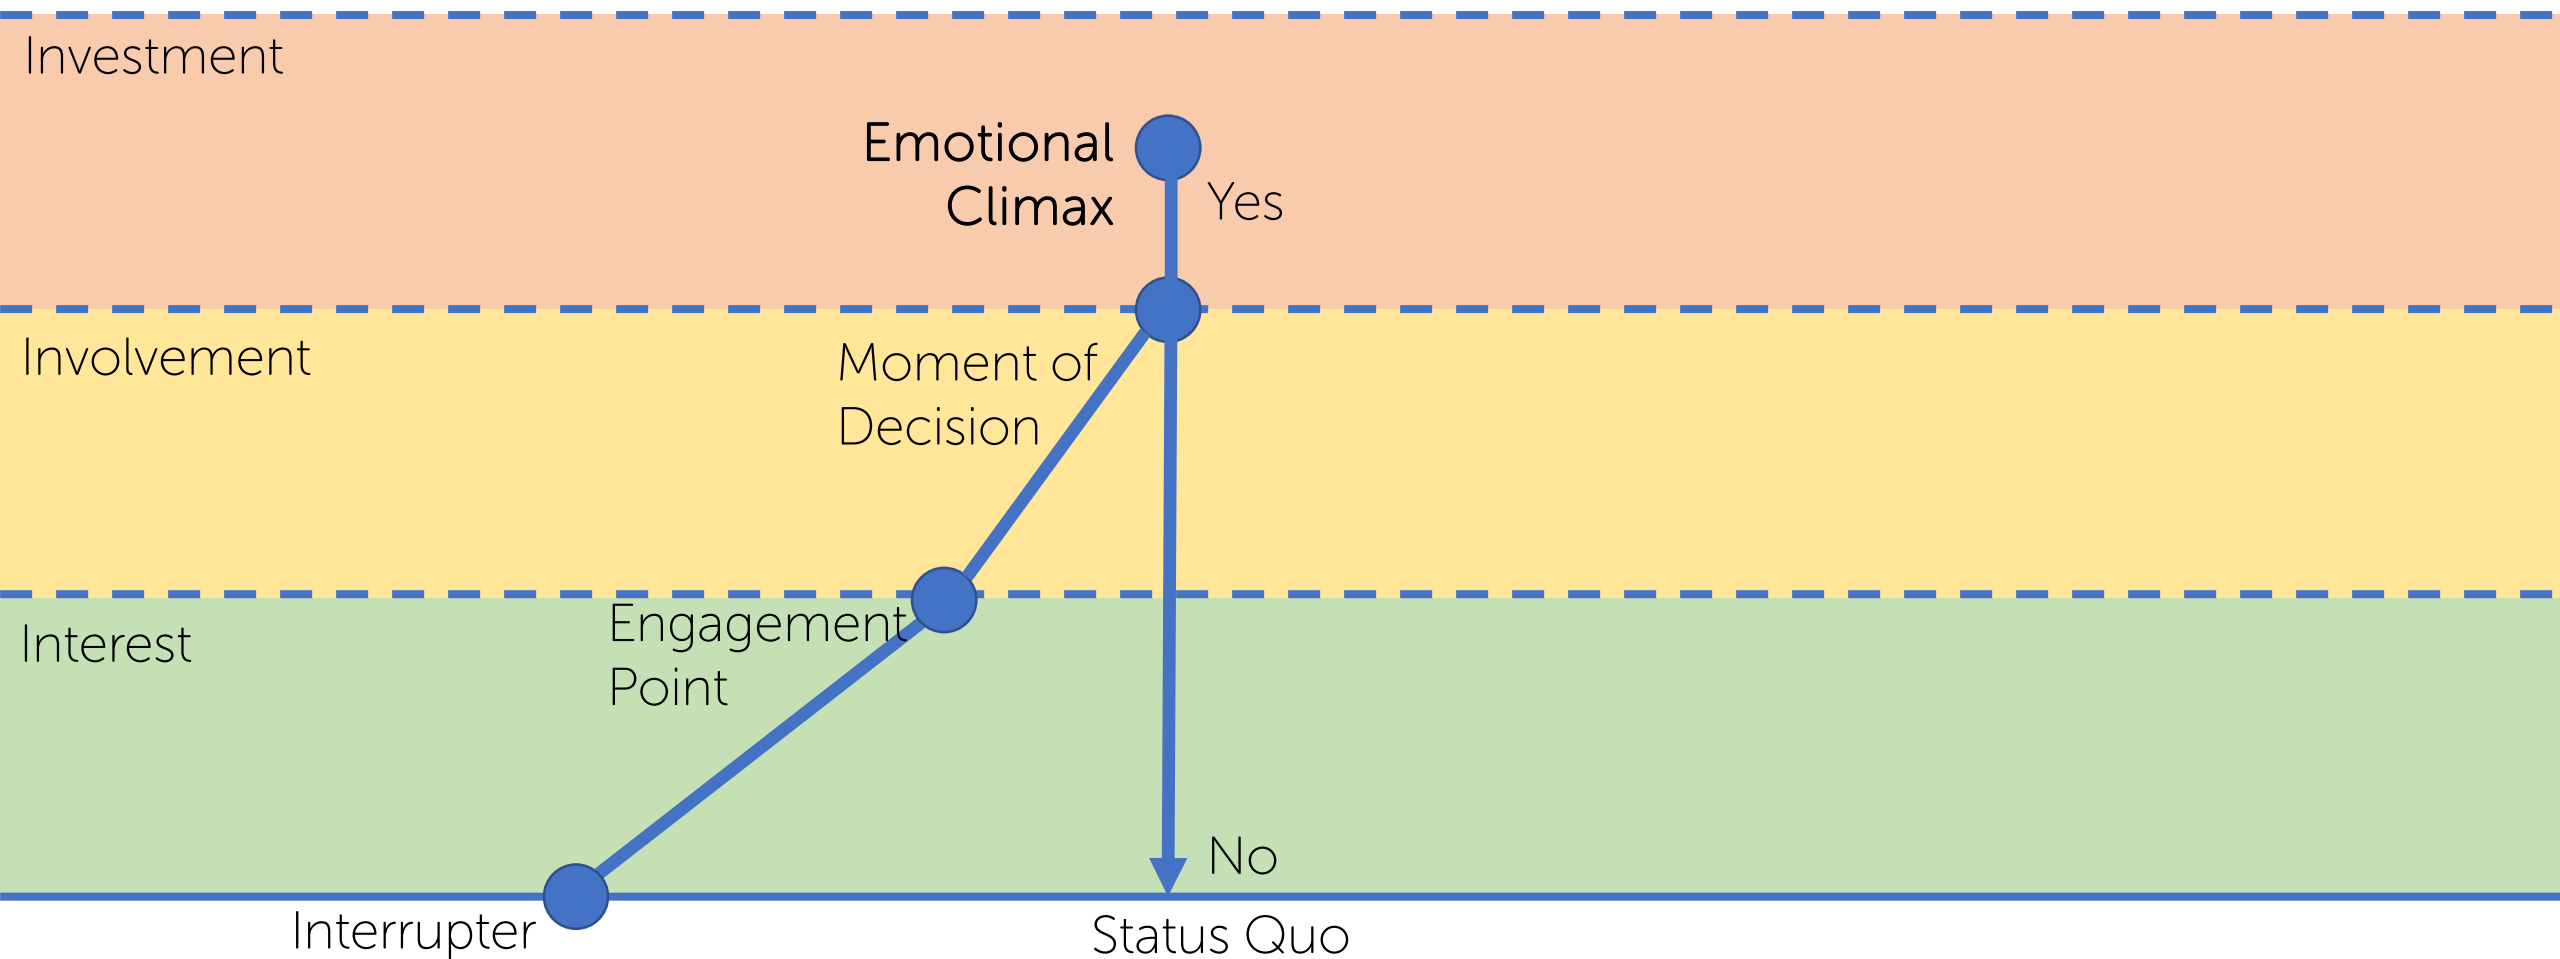 Investment
Emotional
Climax
Yes
Involvement
Moment of
Decision
Engagement
Point
Interest
No
Interrupter
Status Quo